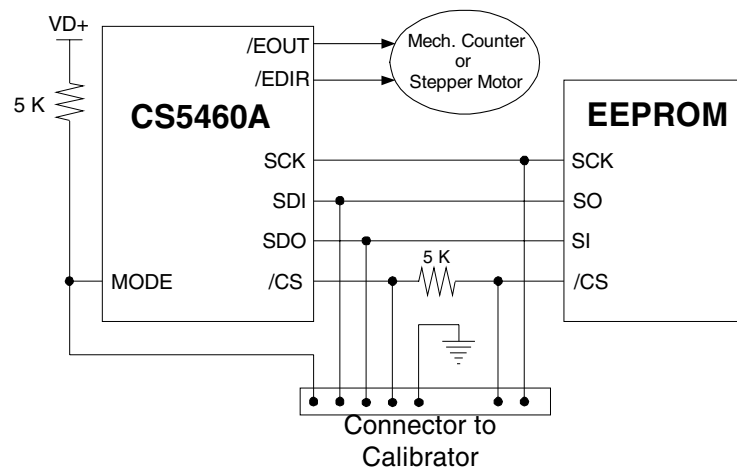 VD+
5 K
CS5460A
/EOUT
/EDIR
Mech. Counter
or
Stepper Motor
EEPROM
SCK
SCK
SDI
SO
SDO
SI
5 K
MODE
/CS
/CS
Connector to
Calibrator